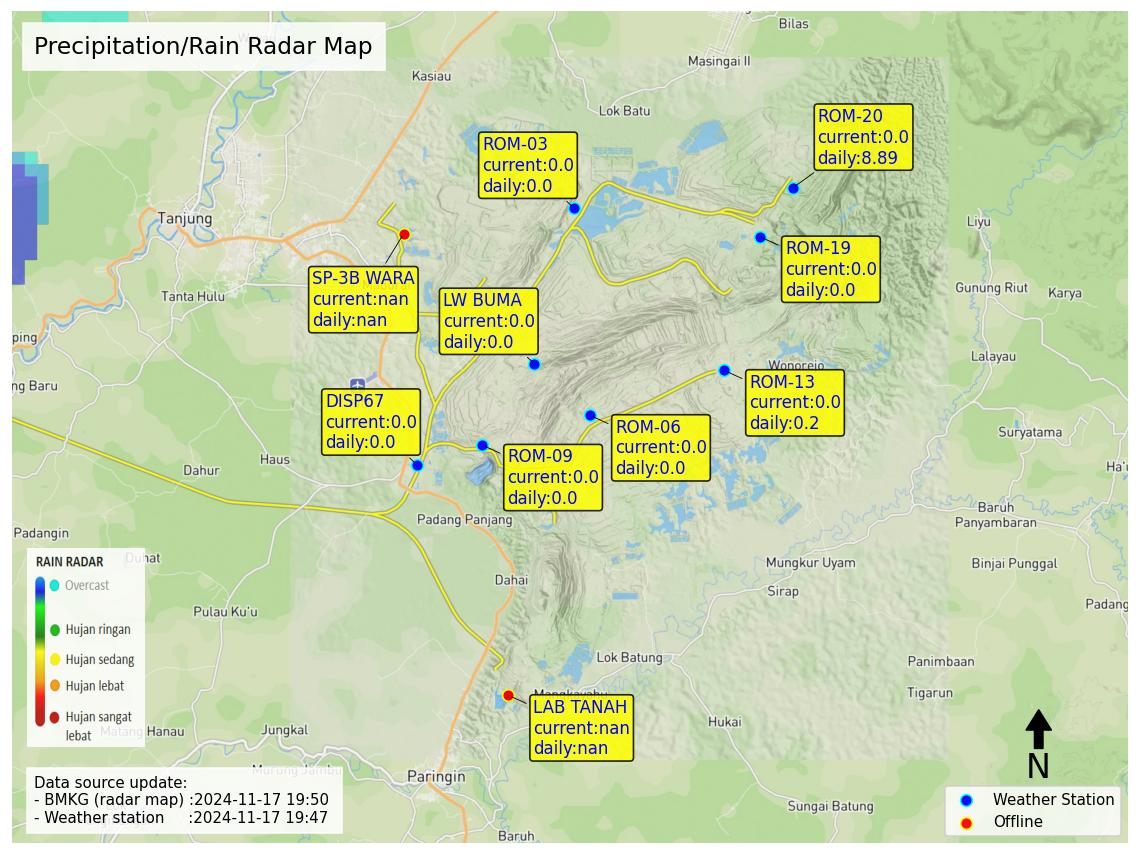 Precipitation/Rain Radar Map
Bilas
Masingai II
Kasiau
Lok Batu
ROM-20
current:0.0
daily:8.89
ROM-03
current:0.0
daily:0.0
Tanjung
Liyu
ROM-19
current:0.0
daily:0.0
SP-3B WARA
current:nan
daily:nan
Tanta Hulu
LW BUMA
current:0.0
daily:0.0
Gunung Riut
Karya
ping
Lalayau
Wonorejo
ng Baru
ROM-13
current:0.0
daily:0.2
DISP67
current:0.0
daily:0.0
ROM-06
current:0.0
daily:0.0
Suryatama
ROM-09
current:0.0
daily:0.0
Haus
Dahur
Ha'u
Baruh
Panyambaran
Padang Panjang
Padangin
Duhat
Mungkur Uyam
Binjai Punggal
Dahai
Sirap
Padang
Pulau Ku'u
RAIN RADAR
Overcast
Hujan ringan
Hujan sedang
Hujan lebat
Hujan sangat
lebat
Lok Batung
Panimbaan
Tigarun
LAB TANAH
current:nan
daily:nan
Hukai
Matang Hanau
Jungkal
Murung Jambu
Paringin
N
Data source update:
- BMKG (radar map) :2024-11-17 19:50
- Weather station :2024-11-17 19:47
Sungai Batung
Baruh
Weather Station
Offline